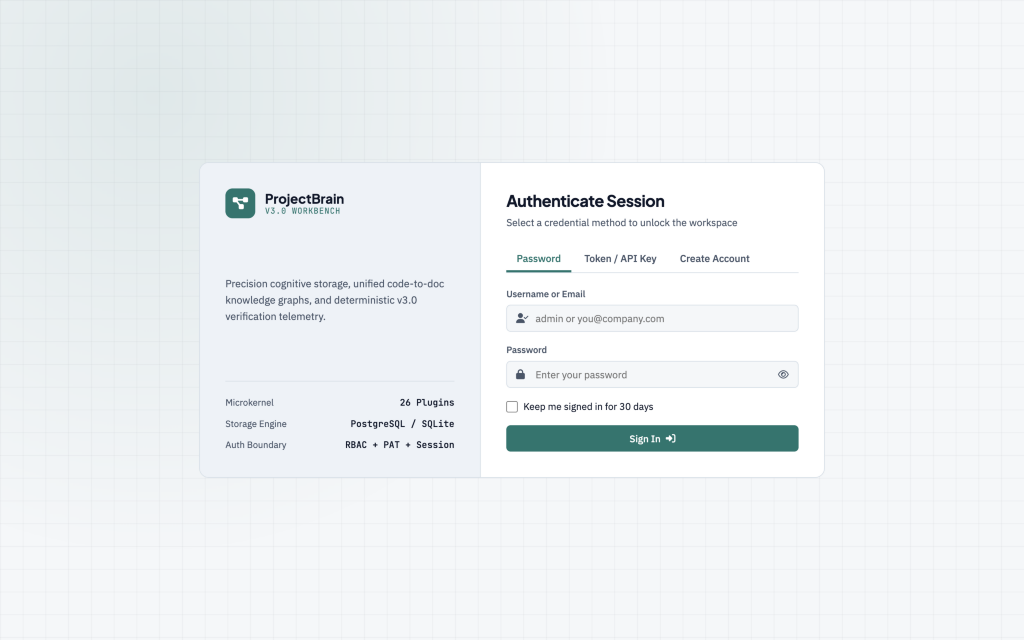 ProjectBrain
V3.0 WORKBENCH
Precision cognitive storage, unified code-to-doc
knowledge graphs, and deterministic v3.0
verification telemetry.
Microkernel 26 Plugins
Storage Engine PostgreSQL / SQLite
Auth Boundary RBAC + PAT + Session
Authenticate Session
Select a credential method to unlock the workspace
Password Token / API Key Create Account
Username or Email
admin or you@company.com
Password
Enter your password
Keep me signed in for 30 days
Sign In